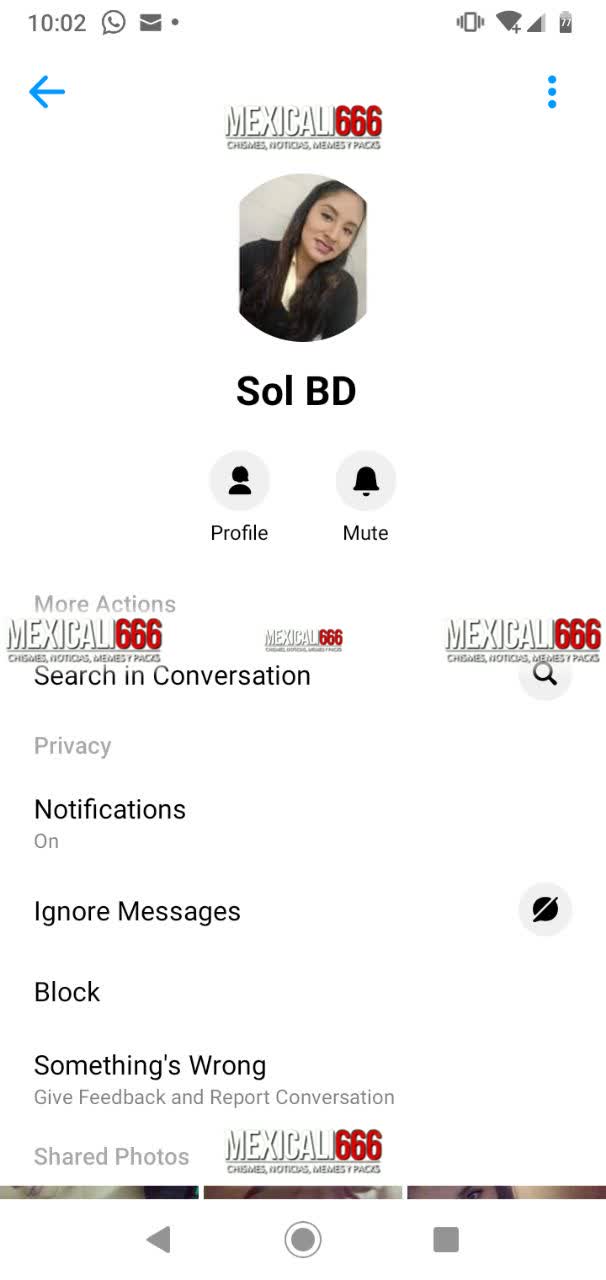 10:02
77
MEXICALI666
CHISMES, NOTICIAS, MEMES Y PACKS
Sol BD
Profile
Mute
More Actions
MEXICALI666
CHISMES, NOTICIAS, MEMES Y PACKS
MEXICALI666
CHISMES, NOTICIAS, MEMES Y PACKS
MEXICALI666
CHISMES, NOTICIAS, MEMES Y PACKS
Search in Conversation
Privacy
Notifications
On
Ignore Messages
Block
Something's Wrong
Give Feedback and Report Conversation
Shared Photos
MEXICALI666
CHISMES, NOTICIAS, MEMES Y PACKS